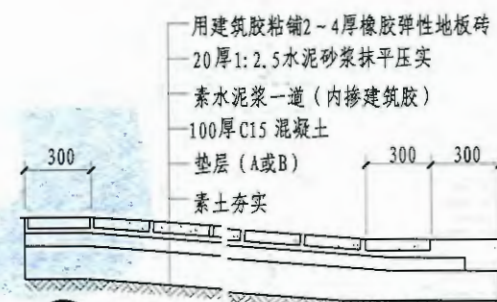 用建筑胶粘铺2~4厚橡胶弹性地板砖
20厚1:2.5水泥砂浆抹平压实
素水泥浆一道(内掺建筑胶)
100厚C15 混凝土
垫层(A或B)
素土夯实
300
300
300